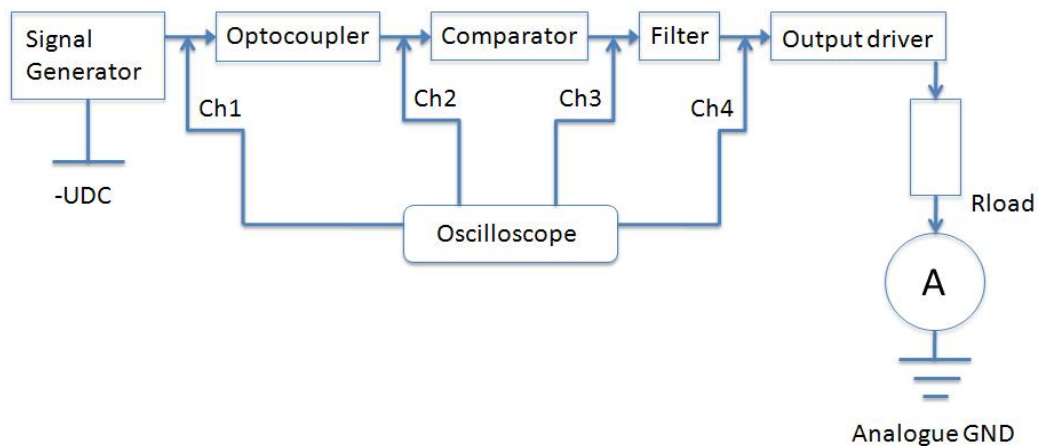 Signal
Generator
Optocoupler
Comparator
Filter
Output driver
Ch1
Ch2
Ch3
Ch4
-UDC
Oscilloscope
Rload
A
Analogue GND